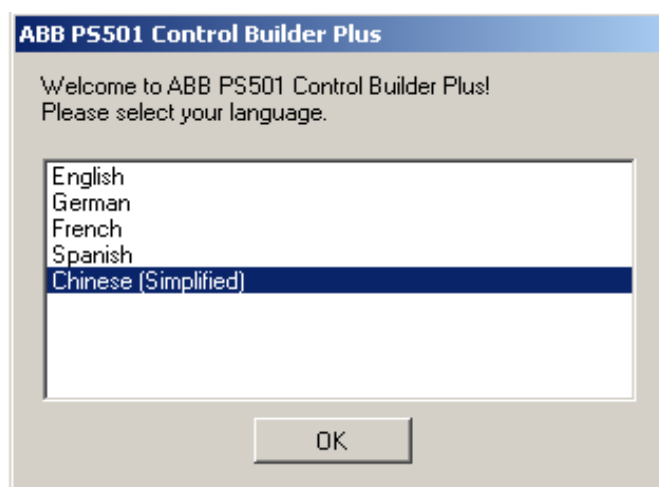 ABB PS501 Control Builder Plus
Welcome to ABB PS501 Control Builder Plus!
Please select your language.
English
German
French
Spanish
Chinese (Simplified)
OK